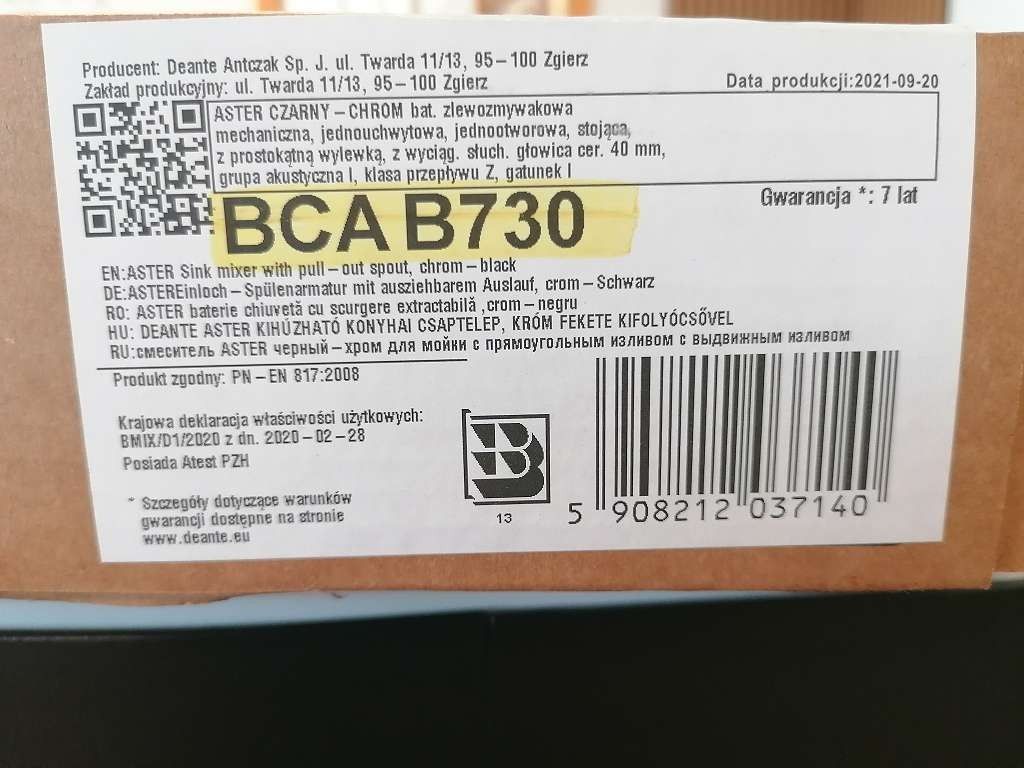 Producent: Deante Antczak Sp. J. ul. Twarda 11/13, 95-100 Zgierz
Zakład produkcyjny: ul. Twarda 11/13, 95-100 Zgierz
Data produkcji:2021-09-20
ASTER CZARNY-CHROM bat. zlewozmywakowa
mechaniczna, jednouchwytowa, jednootworowa, stojąca,
z prostokątną wylewką, z wyciąg. słuch. głowica cer. 40 mm,
grupa akustyczna I, klasa przepływu Z, gatunek I
Gwarancja *: 7 lat
BCA B730
EN:ASTER Sink mixer with pull-out spout, chrom-black
DE:ASTEREinloch-Spülenarmatur mit ausziehbarem Auslauf, crom-Schwarz
RO: ASTER baterie chiuvetă cu scurgere extractabilă ,crom-negru
HU: DEANTE ASTER KIHÚZHATÓ KONYHAI CSAPTELEP, KRÓM FEKETE KIFOLYÓCSŐVEL
RU:смеситель ASTER черный-хром для мойки с прямоугольным изливом с выдвижным изливом
Produkt zgodny: PN-EN 817:2008
Krajowa deklaracja właściwości użytkowych:
BMIX/D1/2020 z dn. 2020-02-28
Posiada Atest PZH
* Szczegóły dotyczące warunków
gwarancji dostępne na stronie
www.deante.eu
B
13
5 908212 037140